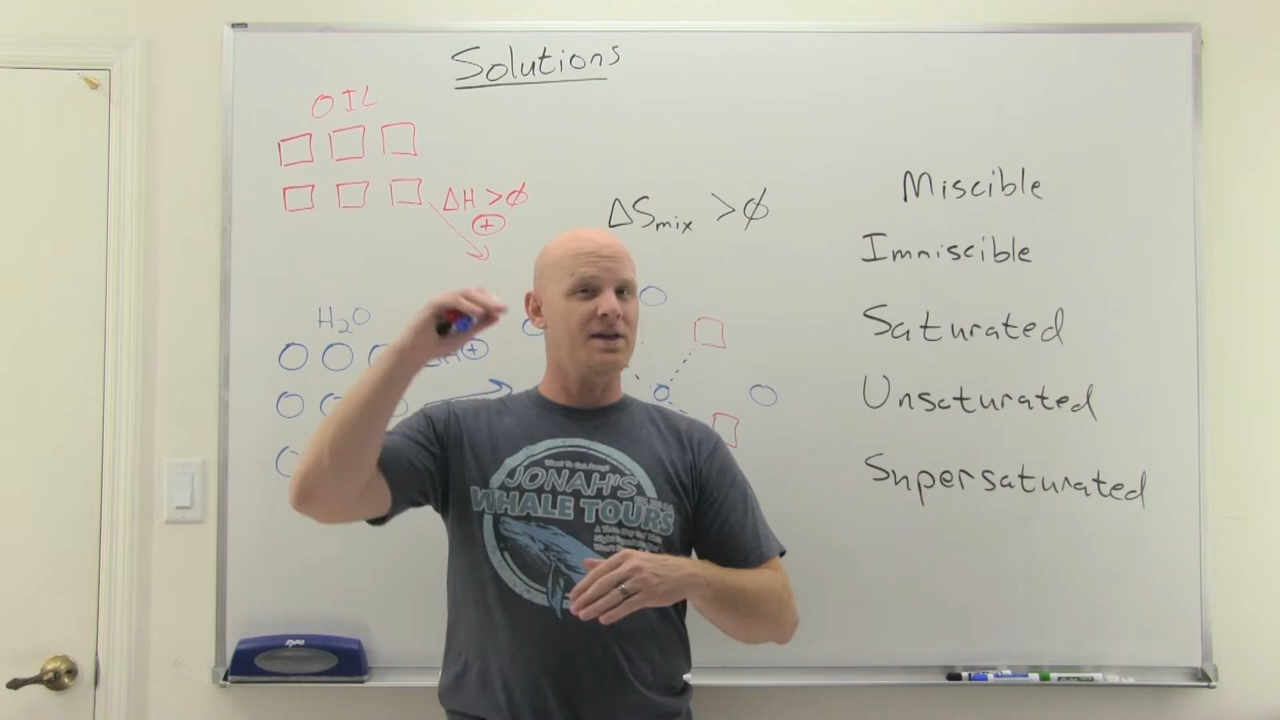 Solutions
OIL
ΔH >∅
+
ΔSmix >∅
H2O
H +
Miscible
Immiscible
Saturated
Unsaturated
Supersaturated
JONAH'S
WHALE TOURS
EXPO